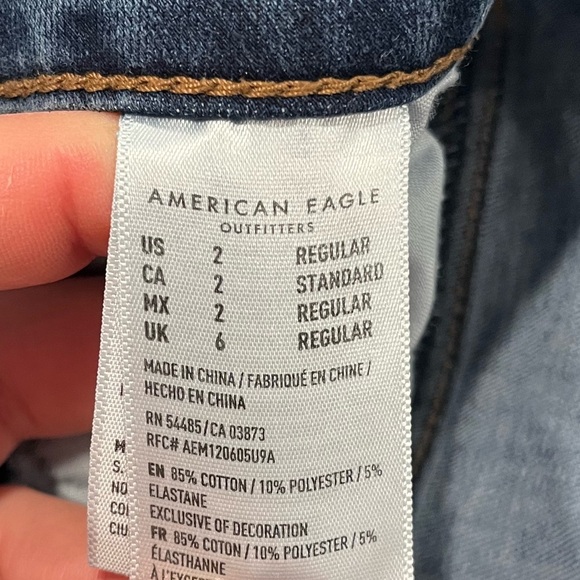 AMERICAN EAGLE
OUTFITTERS
US 2 REGULAR
CA 2 STANDARD
MX 2 REGULAR
UK 6 REGULAR
MADE IN CHINA / FABRIQUÉ EN CHINE /
HECHO EN CHINA
RN 54485/CA 03873
RFC# AEM120605U9A
EN 85% COTTON / 10% POLYESTER / 5%
ELASTANE
EXCLUSIVE OF DECORATION
FR 85% COTON / 10% POLYESTER / 5%
ÉLASTHANNE